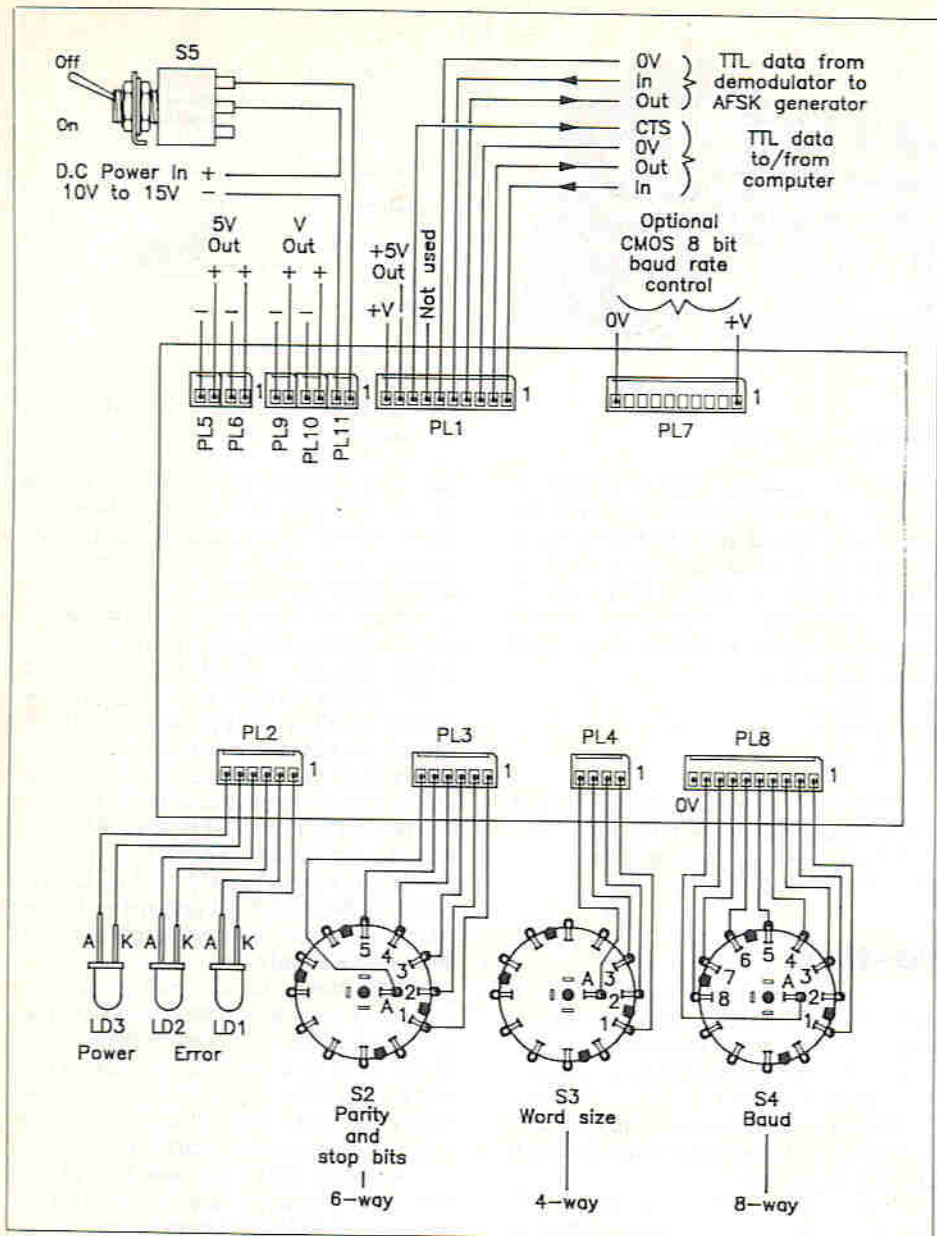 S5
Off
On
D.C Power In +
10V to 15V −
0V
In
Out
TTL data from
demodulator to
AFSK generator
CTS
0V
Out
In
TTL data
to/from
computer
5V
Out
− + − +
V
Out
− + − +
+V
+5V
Out
Not used
Optional
CMOS 8 bit
baud rate
control
0V
+V
1
1
1
1
PL5
PL6
PL9
PL10
PL11
PL1
PL7
PL2
1
PL3
1
PL4
1
PL8
1
0V
A K
A K
A K
LD3
LD2
LD1
Power
Error
5
4
3
2
1
A
A
3
2
1
8
7
6
5
4
3
2
1
A
S2
Parity
and
stop bits
6-way
S3
Word size
4-way
S4
Baud
8-way